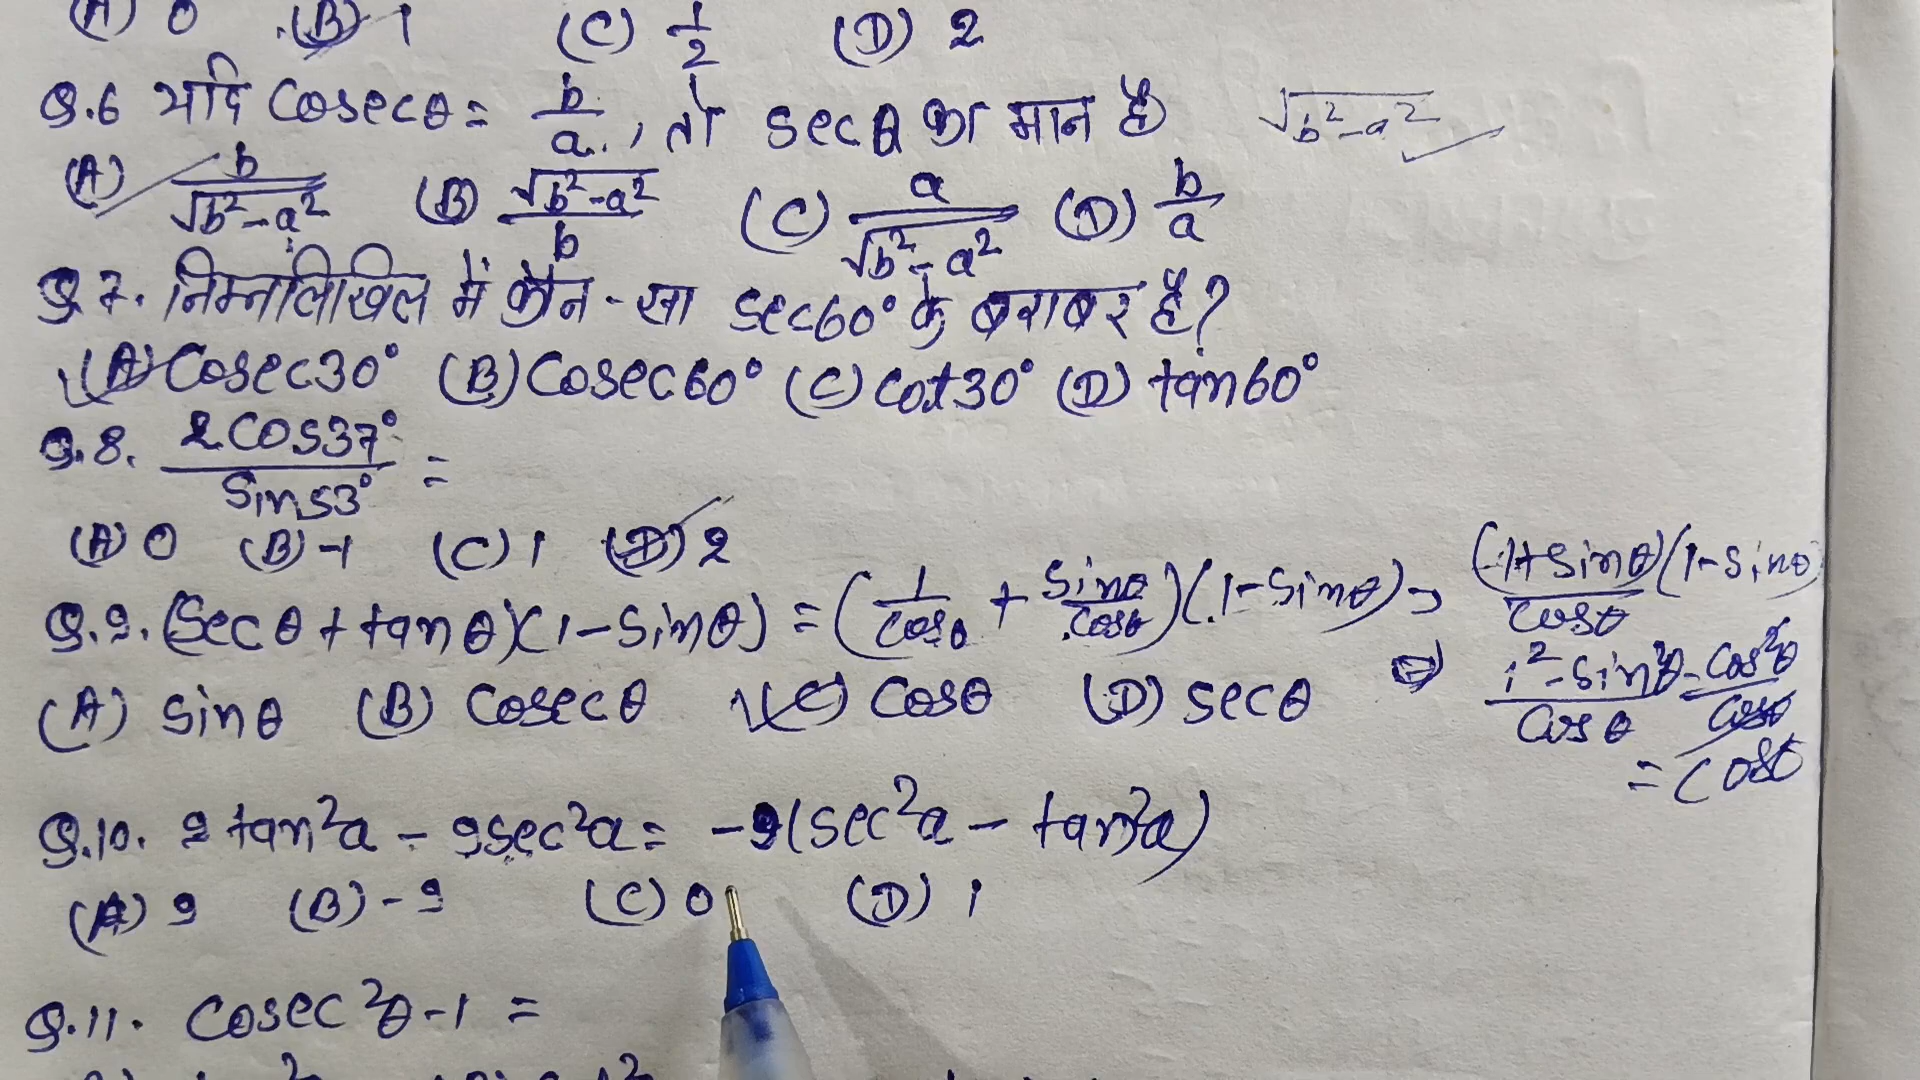 (A) 0 (B) 1 (C) 1/2 (D) 2
Q.6 यदि Cosecθ = b/a, तो secθ का मान है √b²-a²
(A) b/√b²-a² (B) √b²-a²/b (C) a/√b²-a² (D) b/a
Q.7. निम्नलिखित में कौन-सा sec60° के बराबर है?
(A) Cosec30° (B) Cosec60° (C) cot30° (D) tan60°
Q.8. 2Cos37°/Sin53° =
(A) 0 (B) -1 (C) 1 (D) 2
Q.9. (Secθ + tanθ)(1-Sinθ) = (1/cosθ + Sinθ/cosθ)(1-Sinθ) ⇒ (1+Sinθ)(1-Sinθ)/cosθ
⇒ 1²-Sin²θ/Cosθ = Cos²θ/Cosθ
(A) Sinθ (B) Cosecθ (C) Cosθ (D) Secθ
= Cosθ
Q.10. 9tan²a - 9sec²a = -9(sec²a - tan²a)
(A) 9 (B) -9 (C) 0 (D) 1
Q.11. Cosec²θ-1 =